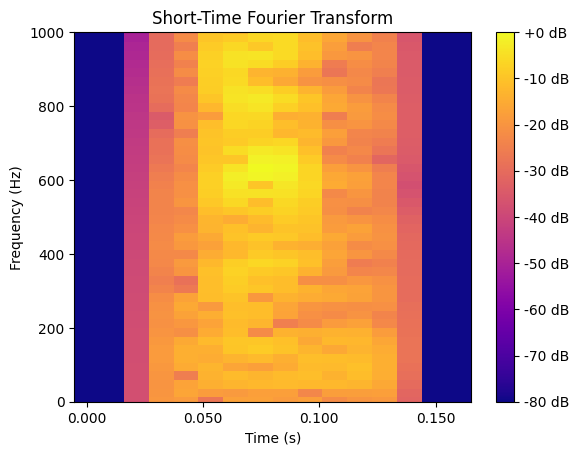 Short-Time Fourier Transform
1000
800
600
400
200
0
Frequency (Hz)
0.000
0.050
0.100
0.150
Time (s)
+0 dB
-10 dB
-20 dB
-30 dB
-40 dB
-50 dB
-60 dB
-70 dB
-80 dB